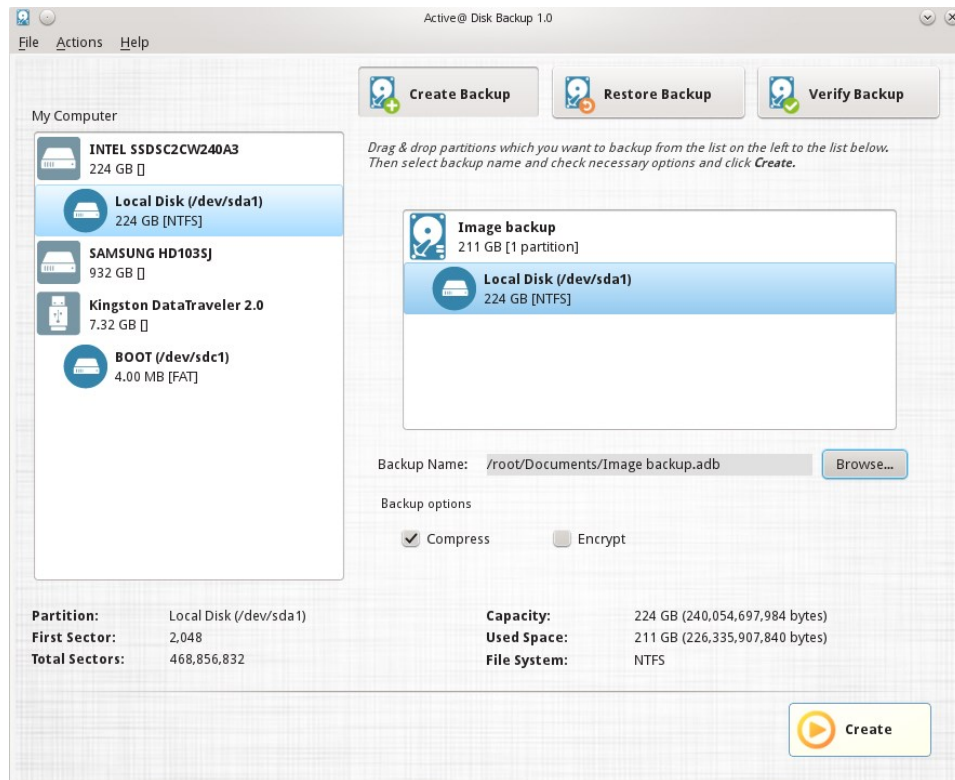 Active@ Disk Backup 1.0
File Actions Help
Create Backup
Restore Backup
Verify Backup
My Computer
INTEL SSDSC2CW240A3
224 GB []
Local Disk (/dev/sda1)
224 GB [NTFS]
SAMSUNG HD103SJ
932 GB []
Kingston DataTraveler 2.0
7.32 GB []
BOOT (/dev/sdc1)
4.00 MB [FAT]
Drag & drop partitions which you want to backup from the list on the left to the list below.
Then select backup name and check necessary options and click Create.
Image backup
211 GB [1 partition]
Local Disk (/dev/sda1)
224 GB [NTFS]
Backup Name: /root/Documents/Image backup.adb Browse...
Backup options
Compress Encrypt
Partition: Local Disk (/dev/sda1)
First Sector: 2,048
Total Sectors: 468,856,832
Capacity: 224 GB (240,054,697,984 bytes)
Used Space: 211 GB (226,335,907,840 bytes)
File System: NTFS
Create